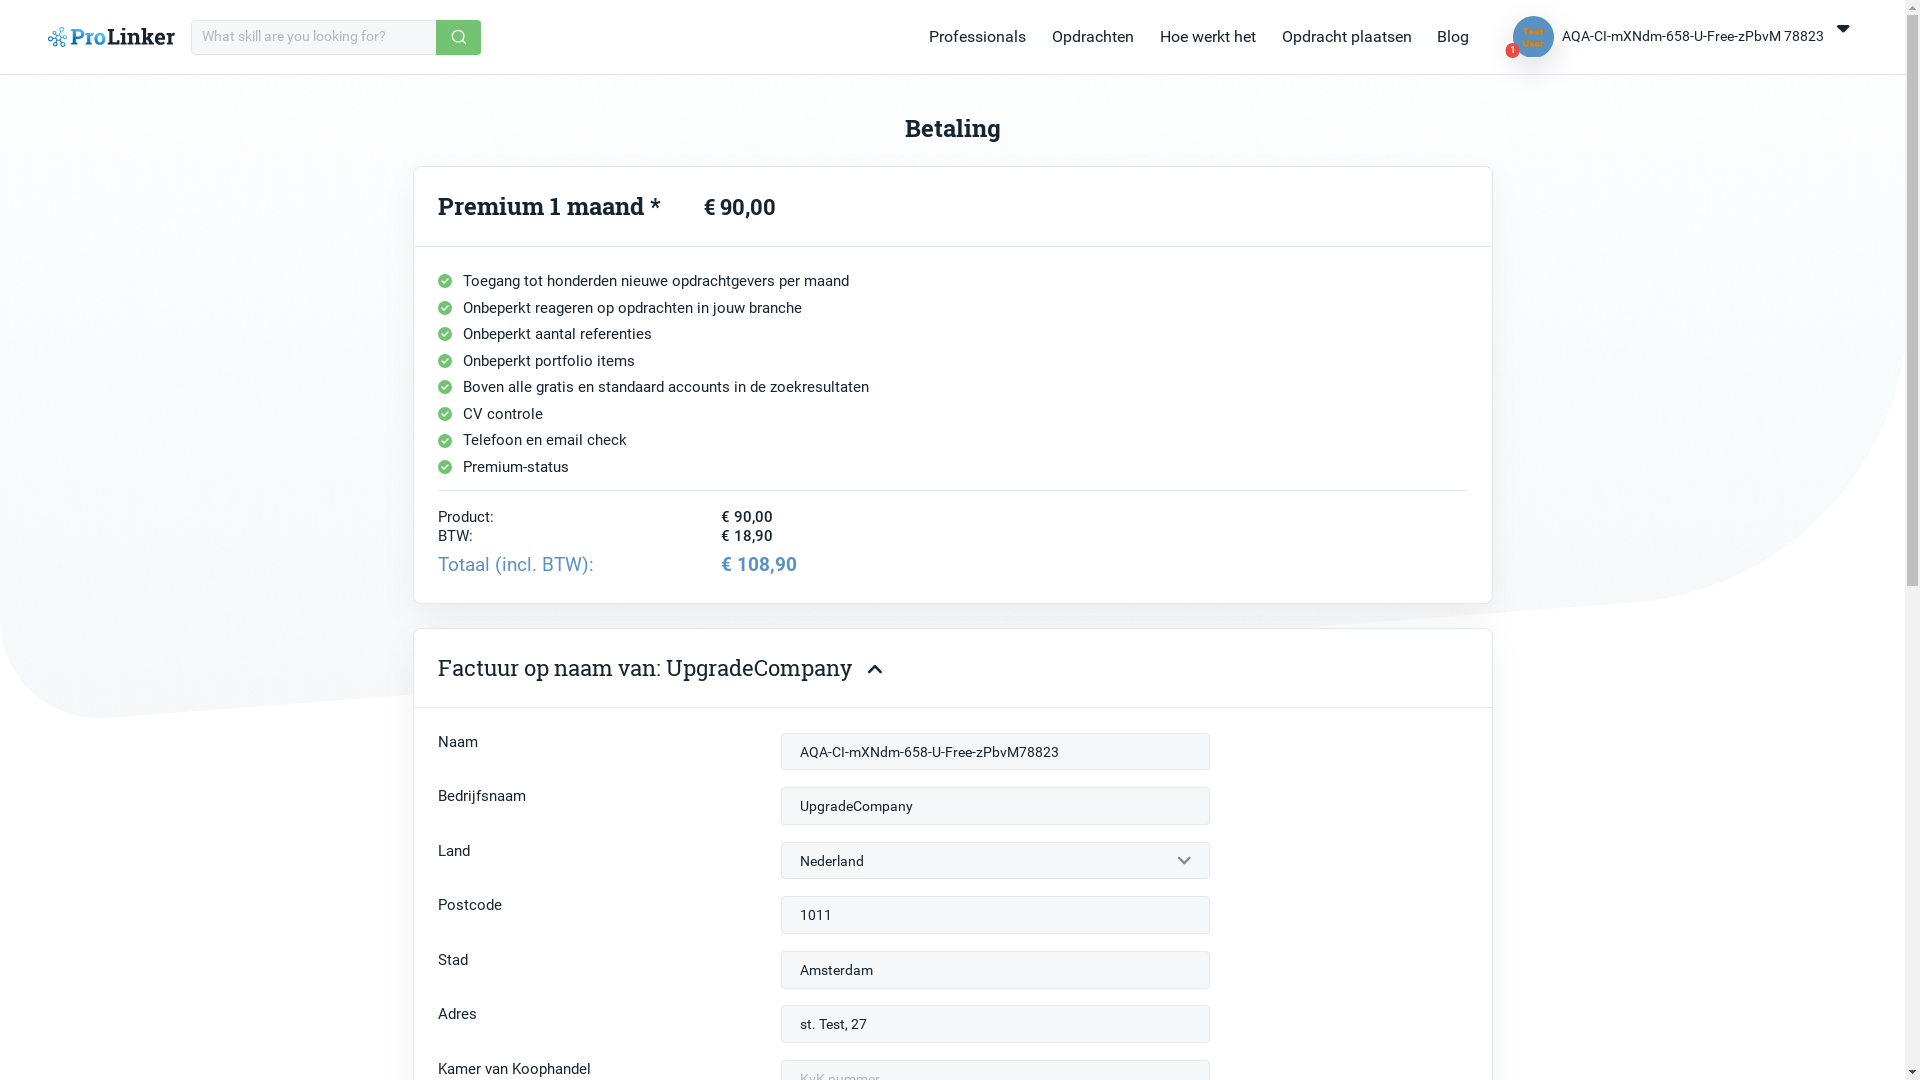 ProLinker
What skill are you looking for?
Professionals
Opdrachten
Hoe werkt het
Opdracht plaatsen
Blog
Test
User
1
AQA-CI-mXNdm-658-U-Free-zPbvM 78823
Betaling
Premium 1 maand * € 90,00
Toegang tot honderden nieuwe opdrachtgevers per maand
Onbeperkt reageren op opdrachten in jouw branche
Onbeperkt aantal referenties
Onbeperkt portfolio items
Boven alle gratis en standaard accounts in de zoekresultaten
CV controle
Telefoon en email check
Premium-status
Product: € 90,00
BTW: € 18,90
Totaal (incl. BTW): € 108,90
Factuur op naam van: UpgradeCompany
Naam AQA-CI-mXNdm-658-U-Free-zPbvM78823
Bedrijfsnaam UpgradeCompany
Land Nederland
Postcode 1011
Stad Amsterdam
Adres st. Test, 27
Kamer van Koophandel KvK nummer